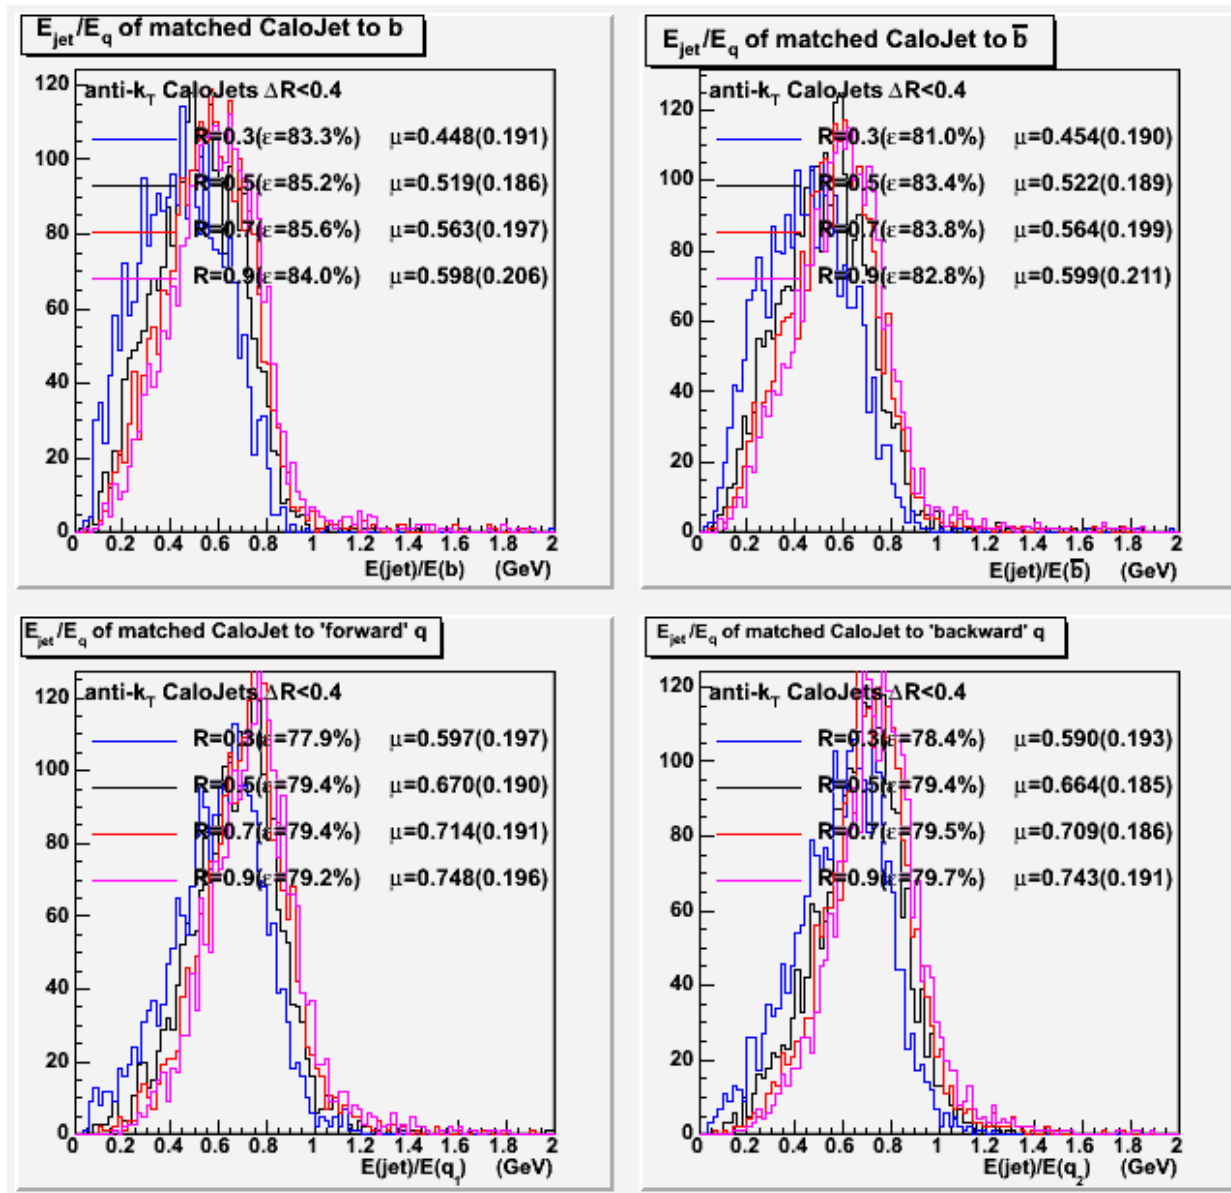 E_jet/E_q of matched CaloJet to b
anti-k_T CaloJets ΔR<0.4
R=0.3(ε=83.3%) μ=0.448(0.191)
R=0.5(ε=85.2%) μ=0.519(0.186)
R=0.7(ε=85.6%) μ=0.563(0.197)
R=0.9(ε=84.0%) μ=0.598(0.206)
120
100
80
60
40
20
0
0 0.2 0.4 0.6 0.8 1 1.2 1.4 1.6 1.8 2
E(jet)/E(b) (GeV)
E_jet/E_q of matched CaloJet to b̅
anti-k_T CaloJets ΔR<0.4
R=0.3(ε=81.0%) μ=0.454(0.190)
R=0.5(ε=83.4%) μ=0.522(0.189)
R=0.7(ε=83.8%) μ=0.564(0.199)
R=0.9(ε=82.8%) μ=0.599(0.211)
120
100
80
60
40
20
0
0 0.2 0.4 0.6 0.8 1 1.2 1.4 1.6 1.8 2
E(jet)/E(b̅) (GeV)
E_jet/E_q of matched CaloJet to 'forward' q
anti-k_T CaloJets ΔR<0.4
R=0.3(ε=77.9%) μ=0.597(0.197)
R=0.5(ε=79.4%) μ=0.670(0.190)
R=0.7(ε=79.4%) μ=0.714(0.191)
R=0.9(ε=79.2%) μ=0.748(0.196)
120
100
80
60
40
20
0
0 0.2 0.4 0.6 0.8 1 1.2 1.4 1.6 1.8 2
E(jet)/E(q_1) (GeV)
E_jet/E_q of matched CaloJet to 'backward' q
anti-k_T CaloJets ΔR<0.4
R=0.3(ε=78.4%) μ=0.590(0.193)
R=0.5(ε=79.4%) μ=0.664(0.185)
R=0.7(ε=79.5%) μ=0.709(0.186)
R=0.9(ε=79.7%) μ=0.743(0.191)
120
100
80
60
40
20
0
0 0.2 0.4 0.6 0.8 1 1.2 1.4 1.6 1.8 2
E(jet)/E(q_2) (GeV)